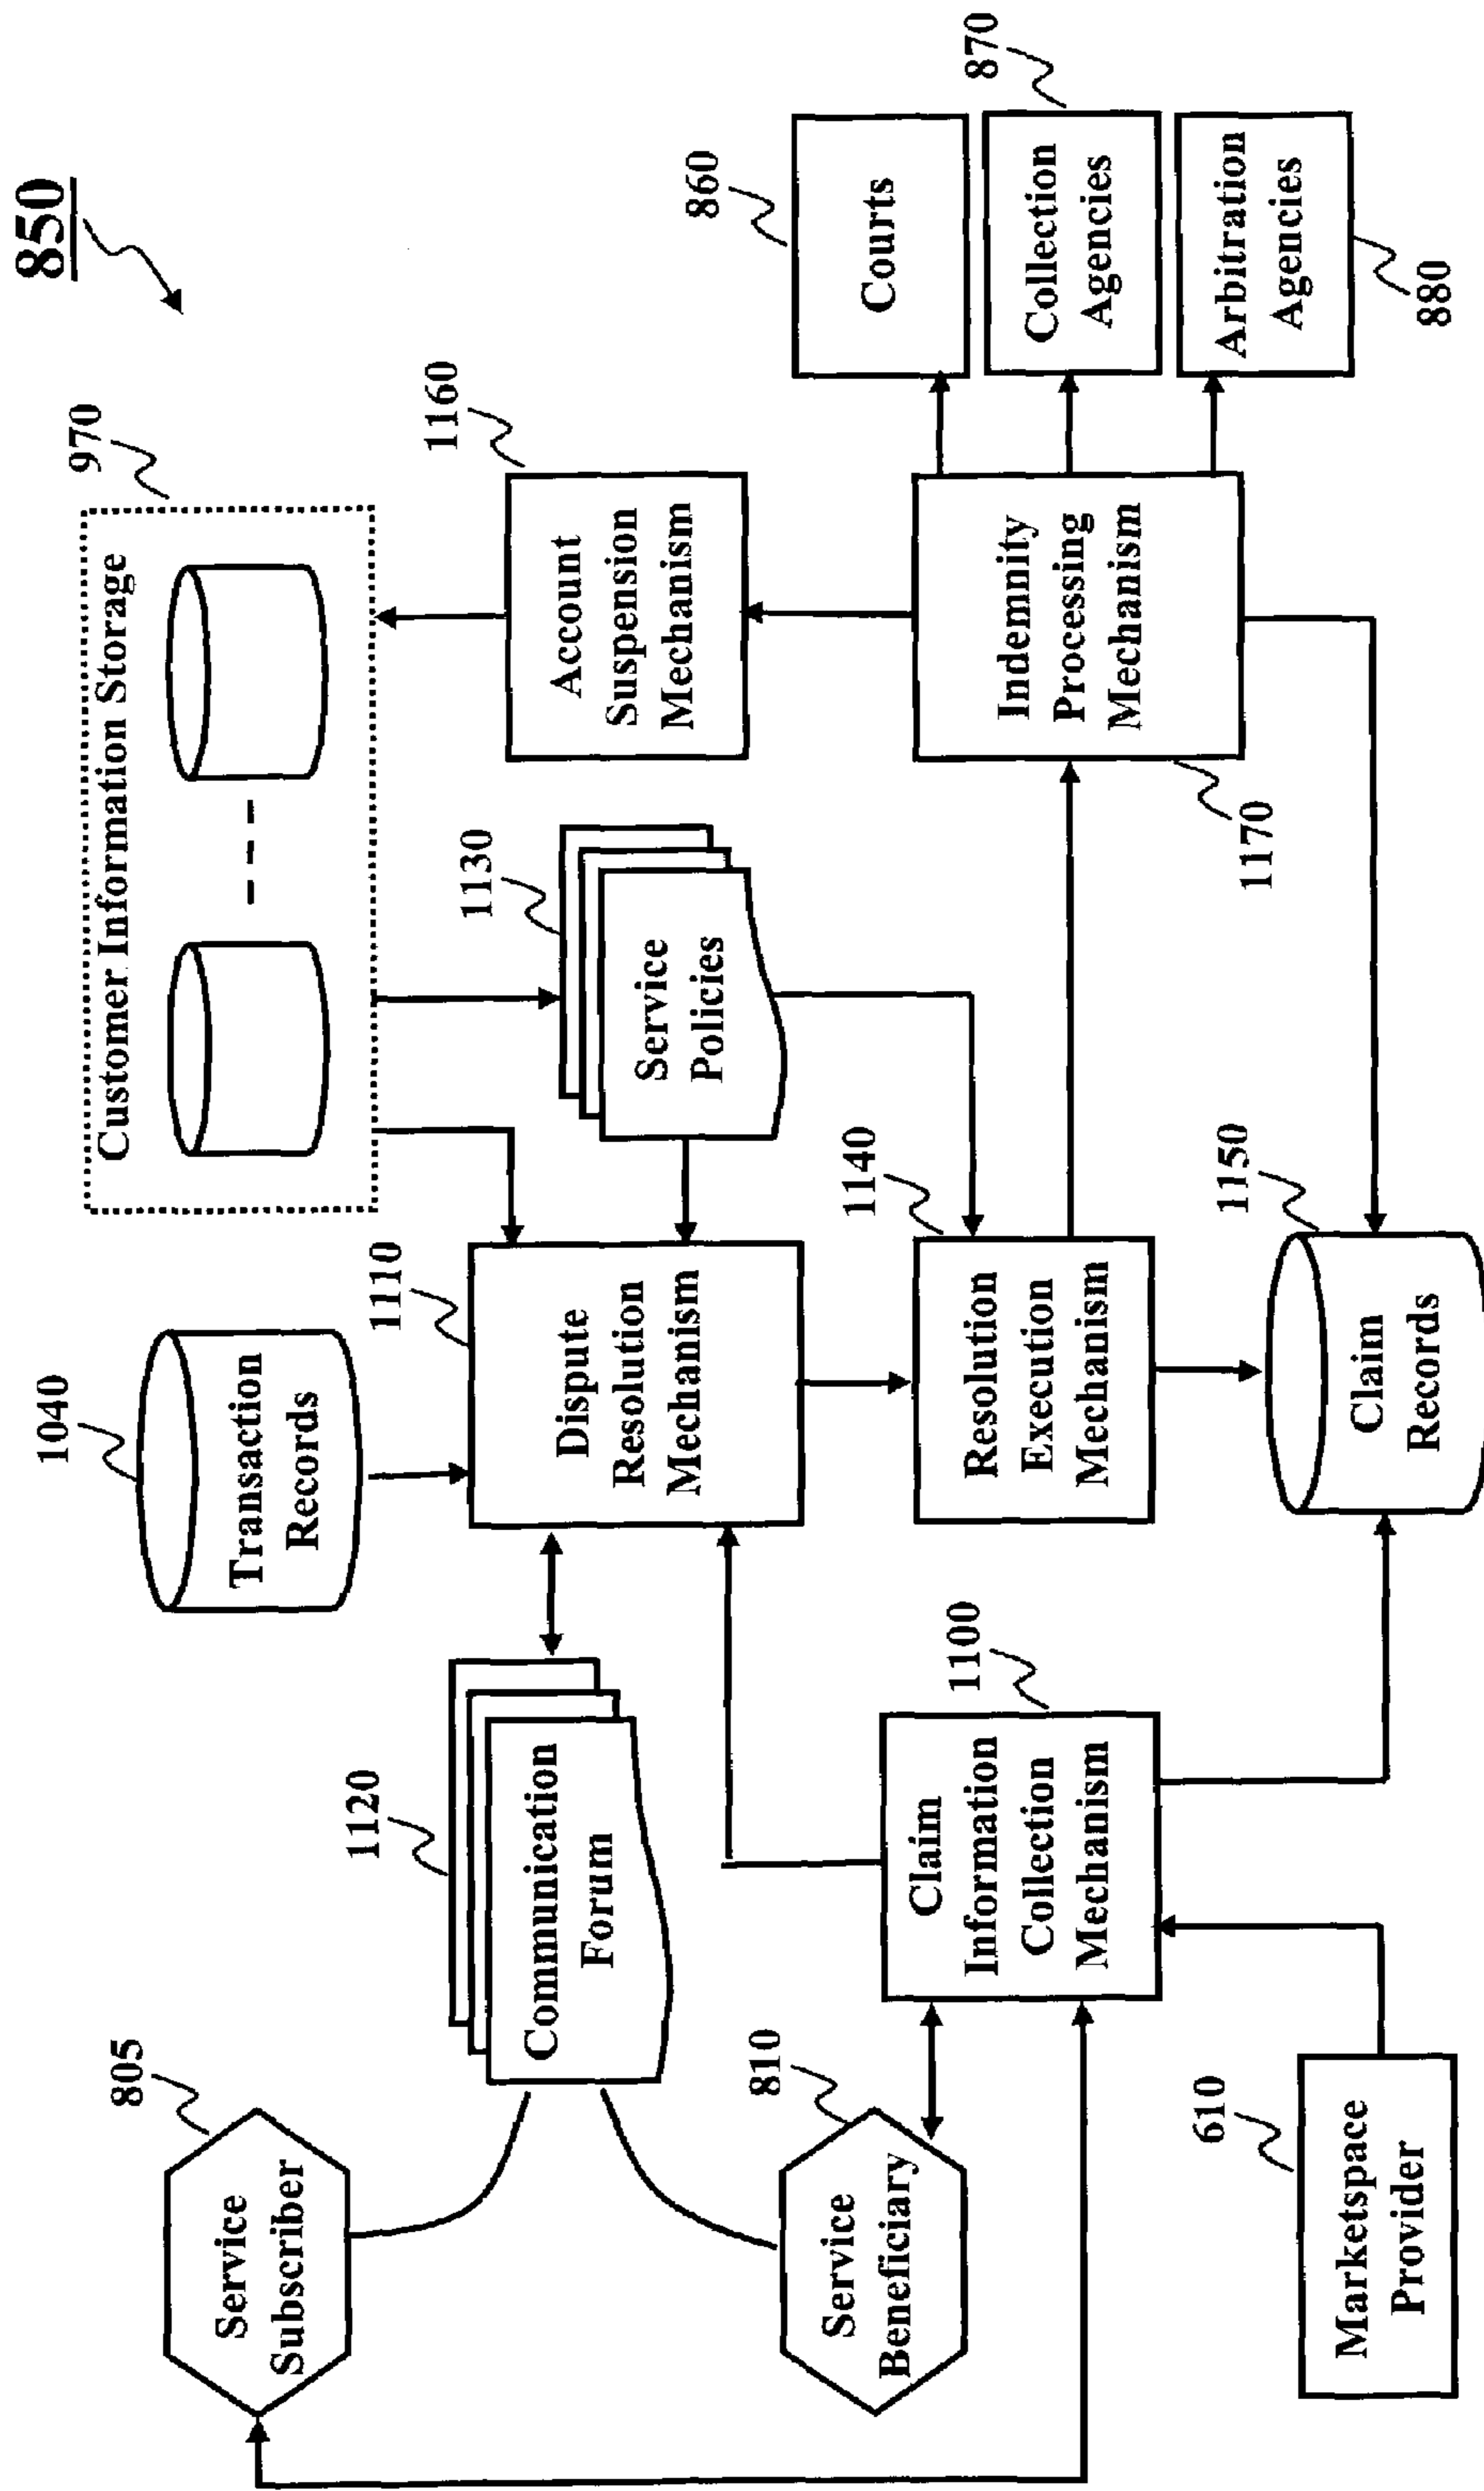 850
970
Customer Information Storage
1040
Transaction
Records
805
Service
Subscriber
1120
Communication
Forum
1110
Dispute
Resolution
Mechanism
1130
Service
Policies
1160
Account
Suspension
Mechanism
860
Courts
870
Collection
Agencies
Arbitration
Agencies
880
810
Service
Beneficiary
1100
Claim
Information
Collection
Mechanism
1140
Resolution
Execution
Mechanism
Indemnity
Processing
Mechanism
1170
610
Marketspace
Provider
1150
Claim
Records